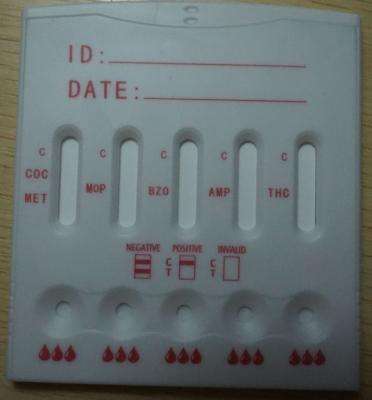 ID:
DATE:
C C C C C
COC
MET MOP BZO AMP THC
NEGATIVE POSITIVE INVALID
C C
T T